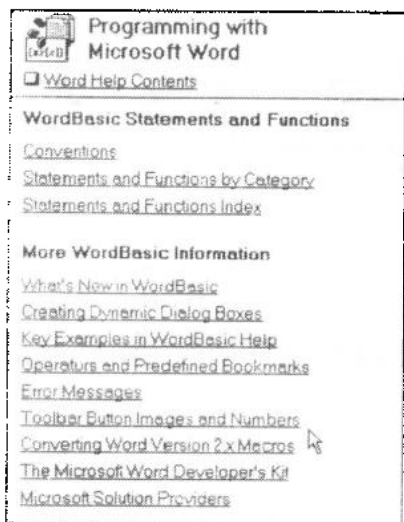 Programming with
Microsoft Word
Word Help Contents
WordBasic Statements and Functions
Conventions
Statements and Functions by Category
Statements and Functions Index
More WordBasic Information
What's New in WordBasic
Creating Dynamic Dialog Boxes
Key Examples in WordBasic Help
Operators and Predefined Bookmarks
Error Messages
Toolbar Button Images and Numbers
Converting Word Version 2.x Macros
The Microsoft Word Developer's Kit
Microsoft Solution Providers